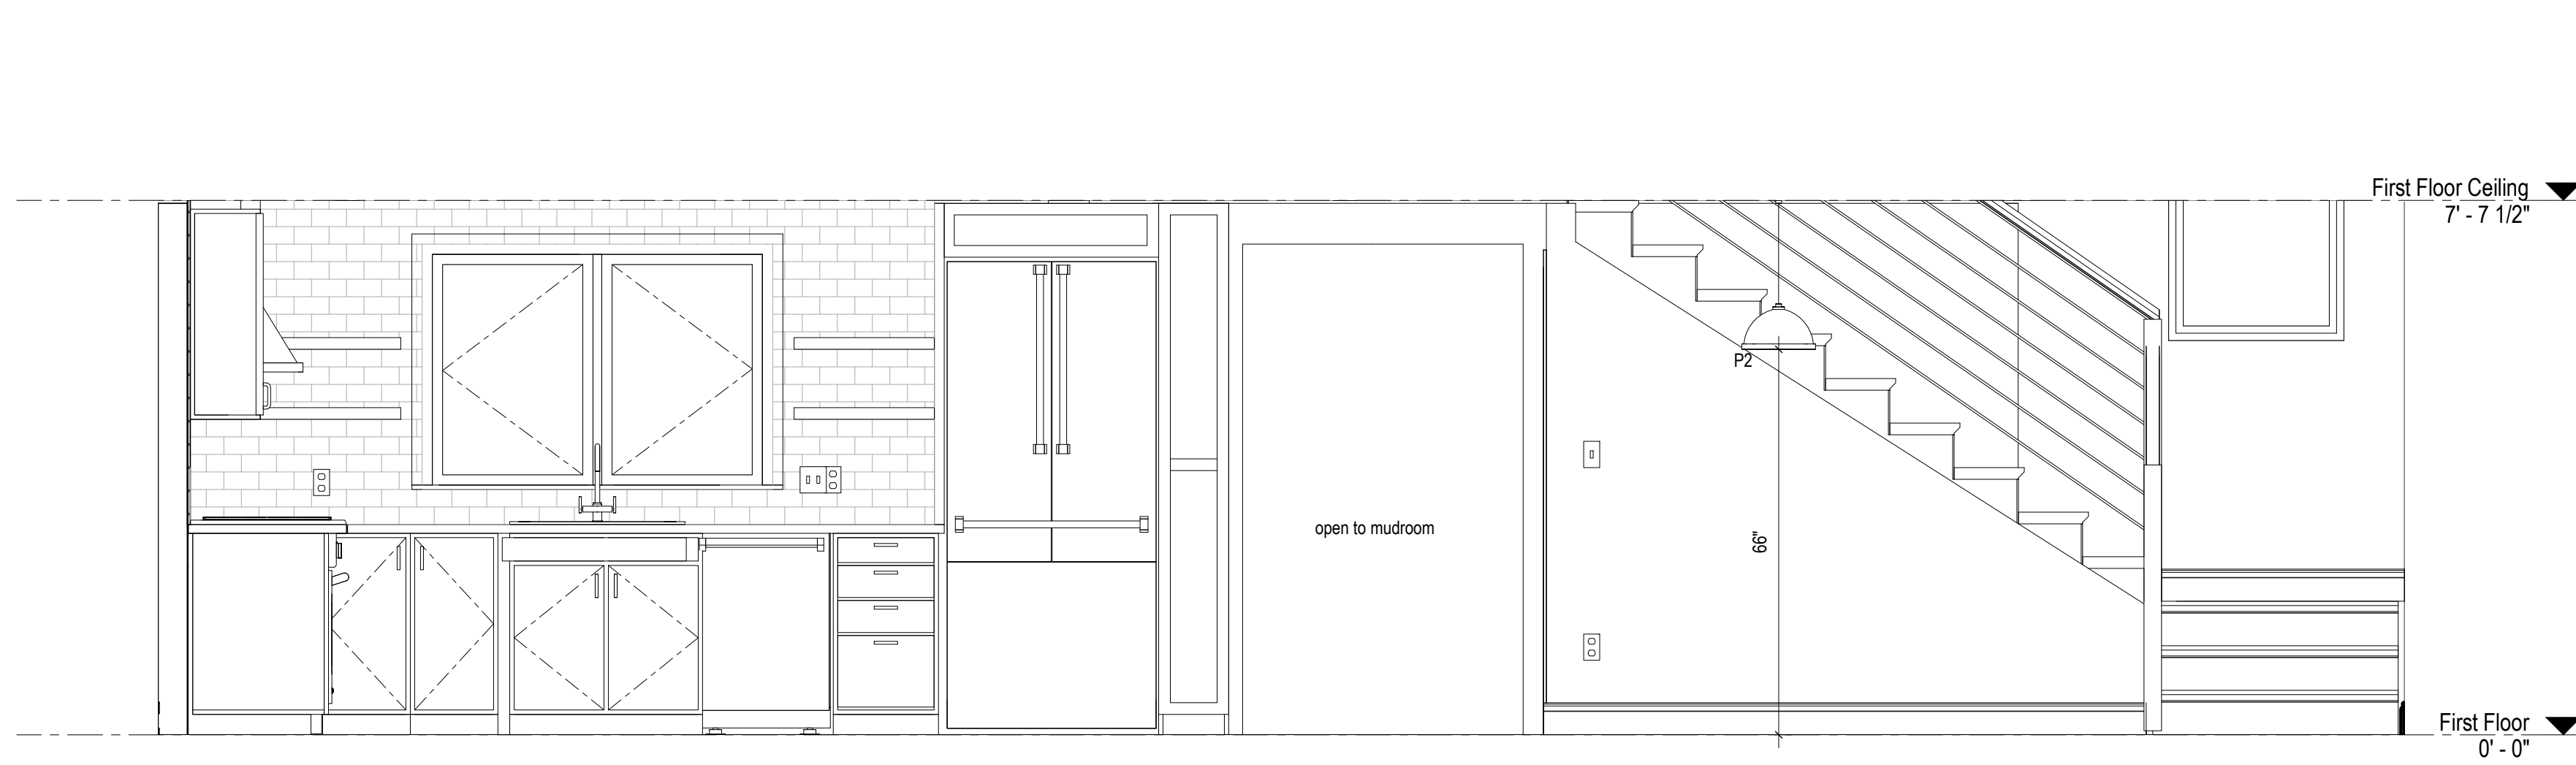 First Floor Ceiling
7' - 7 1/2"
P2
open to mudroom
66"
First Floor
0' - 0"